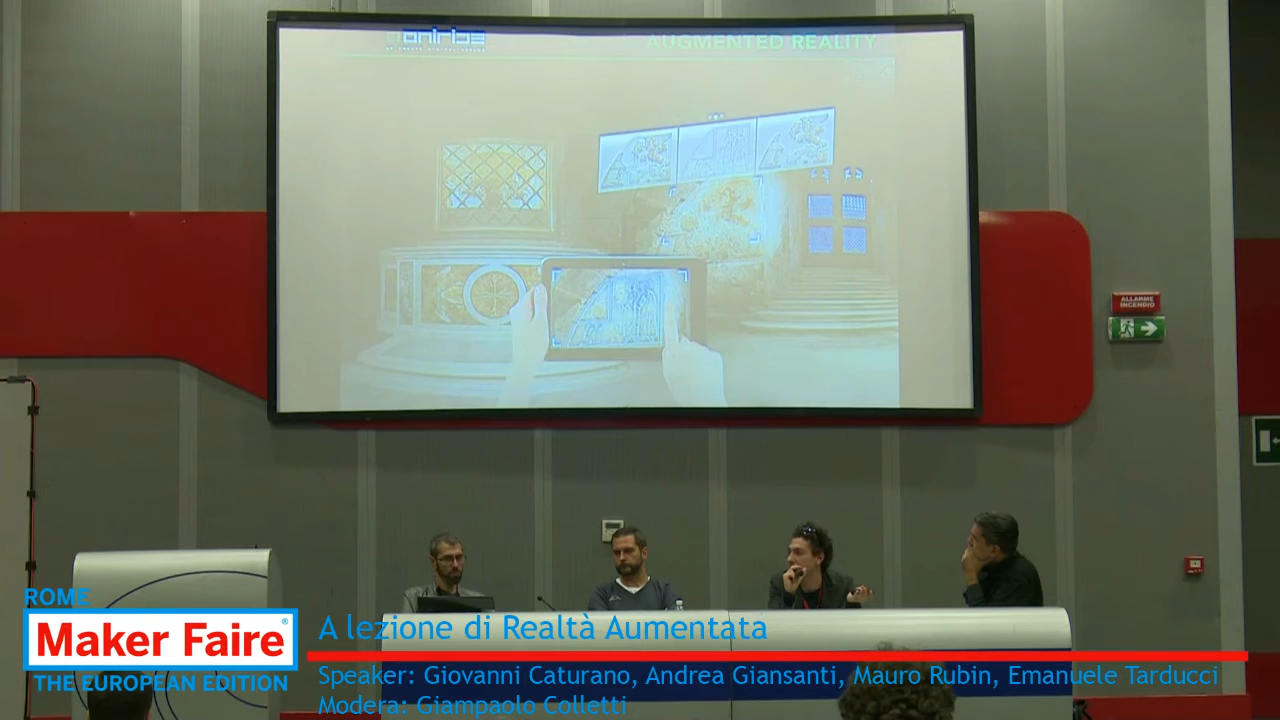 AUGMENTED REALITY
ALLARME
INCENDIO
ROME
Maker Faire®
THE EUROPEAN EDITION
A lezione di Realtà Aumentata
Speaker: Giovanni Caturano, Andrea Giansanti, Mauro Rubin, Emanuele Tarducci
Modera: Giampaolo Colletti